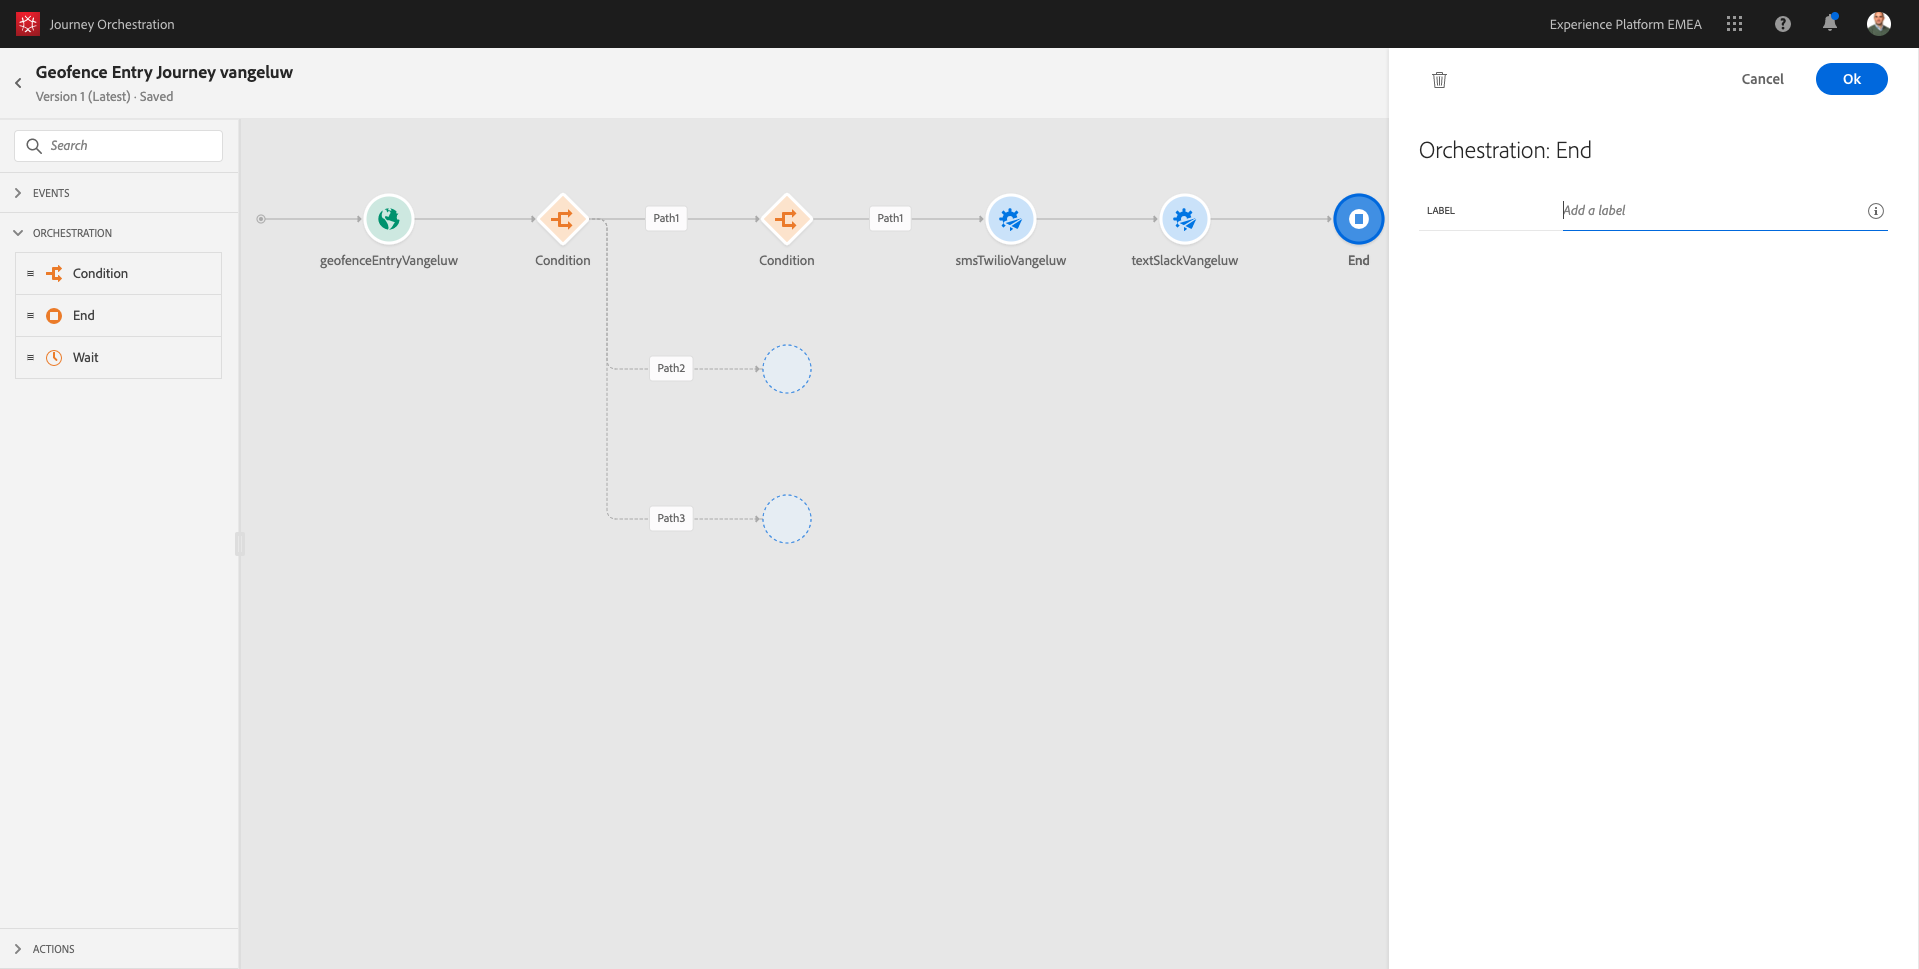 Journey Orchestration
Experience Platform EMEA
Geofence Entry Journey vangeluw
Version 1 (Latest) · Saved
Cancel
Ok
Search
EVENTS
ORCHESTRATION
Condition
End
Wait
ACTIONS
geofenceEntryVangeluw
Condition
Path1
Condition
Path1
smsTwilioVangeluw
textSlackVangeluw
End
Path2
Path3
Orchestration: End
LABEL
Add a label